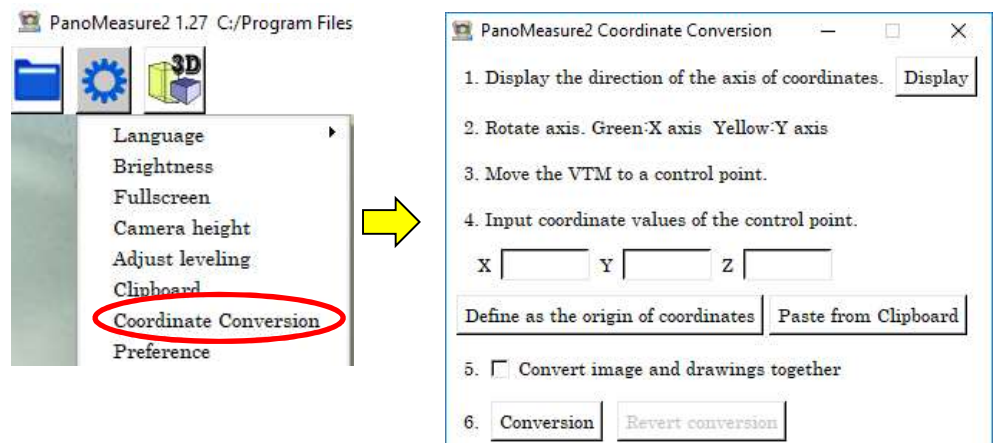 PanoMeasure2 1.27 C:/Program Files
3D
Language
Brightness
Fullscreen
Camera height
Adjust leveling
Clipboard
Coordinate Conversion
Preference
PanoMeasure2 Coordinate Conversion
1. Display the direction of the axis of coordinates. Display
2. Rotate axis. Green:X axis Yellow:Y axis
3. Move the VTM to a control point.
4. Input coordinate values of the control point.
X Y Z
Define as the origin of coordinates Paste from Clipboard
5. Convert image and drawings together
6. Conversion Revert conversion